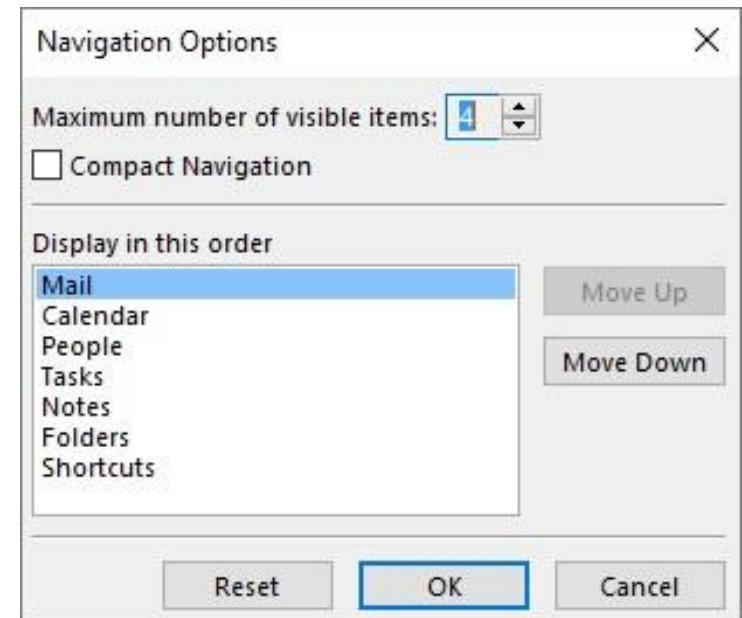 Navigation Options
Maximum number of visible items: 4
Compact Navigation
Display in this order
Mail
Calendar
People
Tasks
Notes
Folders
Shortcuts
Move Up
Move Down
Reset OK Cancel